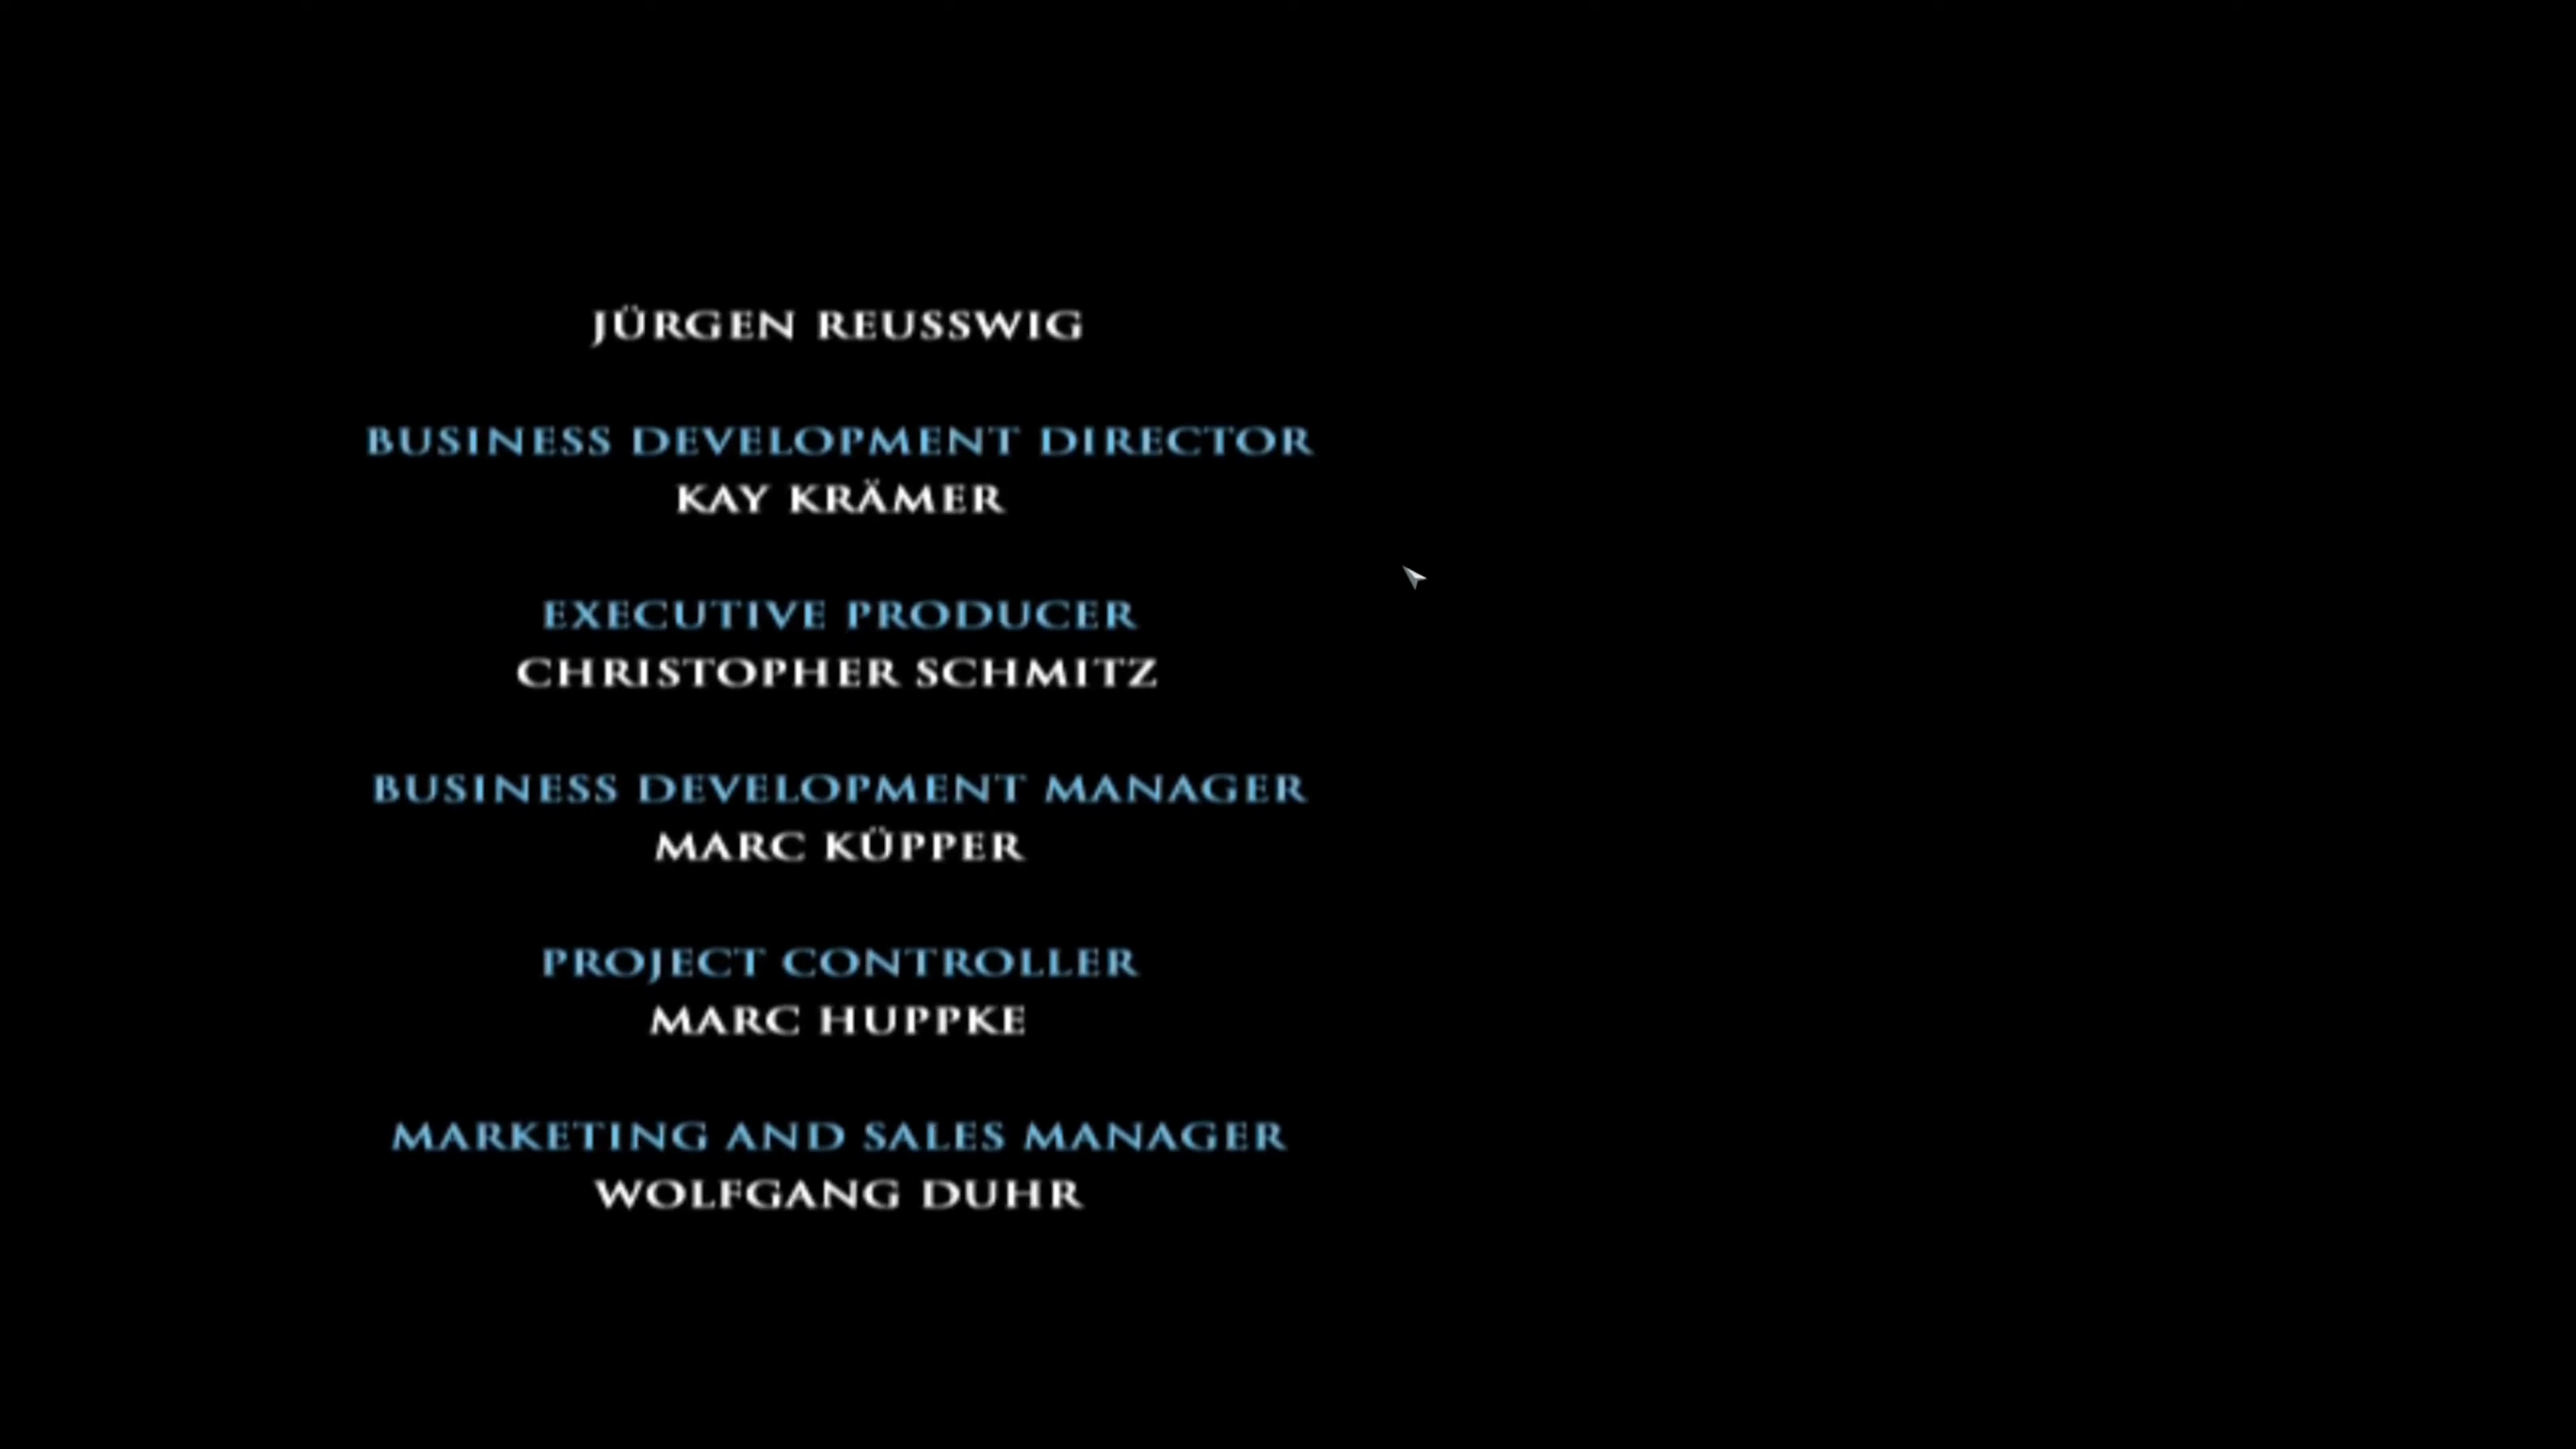 JÜRGEN REUSSWIG
BUSINESS DEVELOPMENT DIRECTOR
KAY KRÄMER
EXECUTIVE PRODUCER
CHRISTOPHER SCHMITZ
BUSINESS DEVELOPMENT MANAGER
MARC KÜPPER
PROJECT CONTROLLER
MARC HUPPKE
MARKETING AND SALES MANAGER
WOLFGANG DUHR